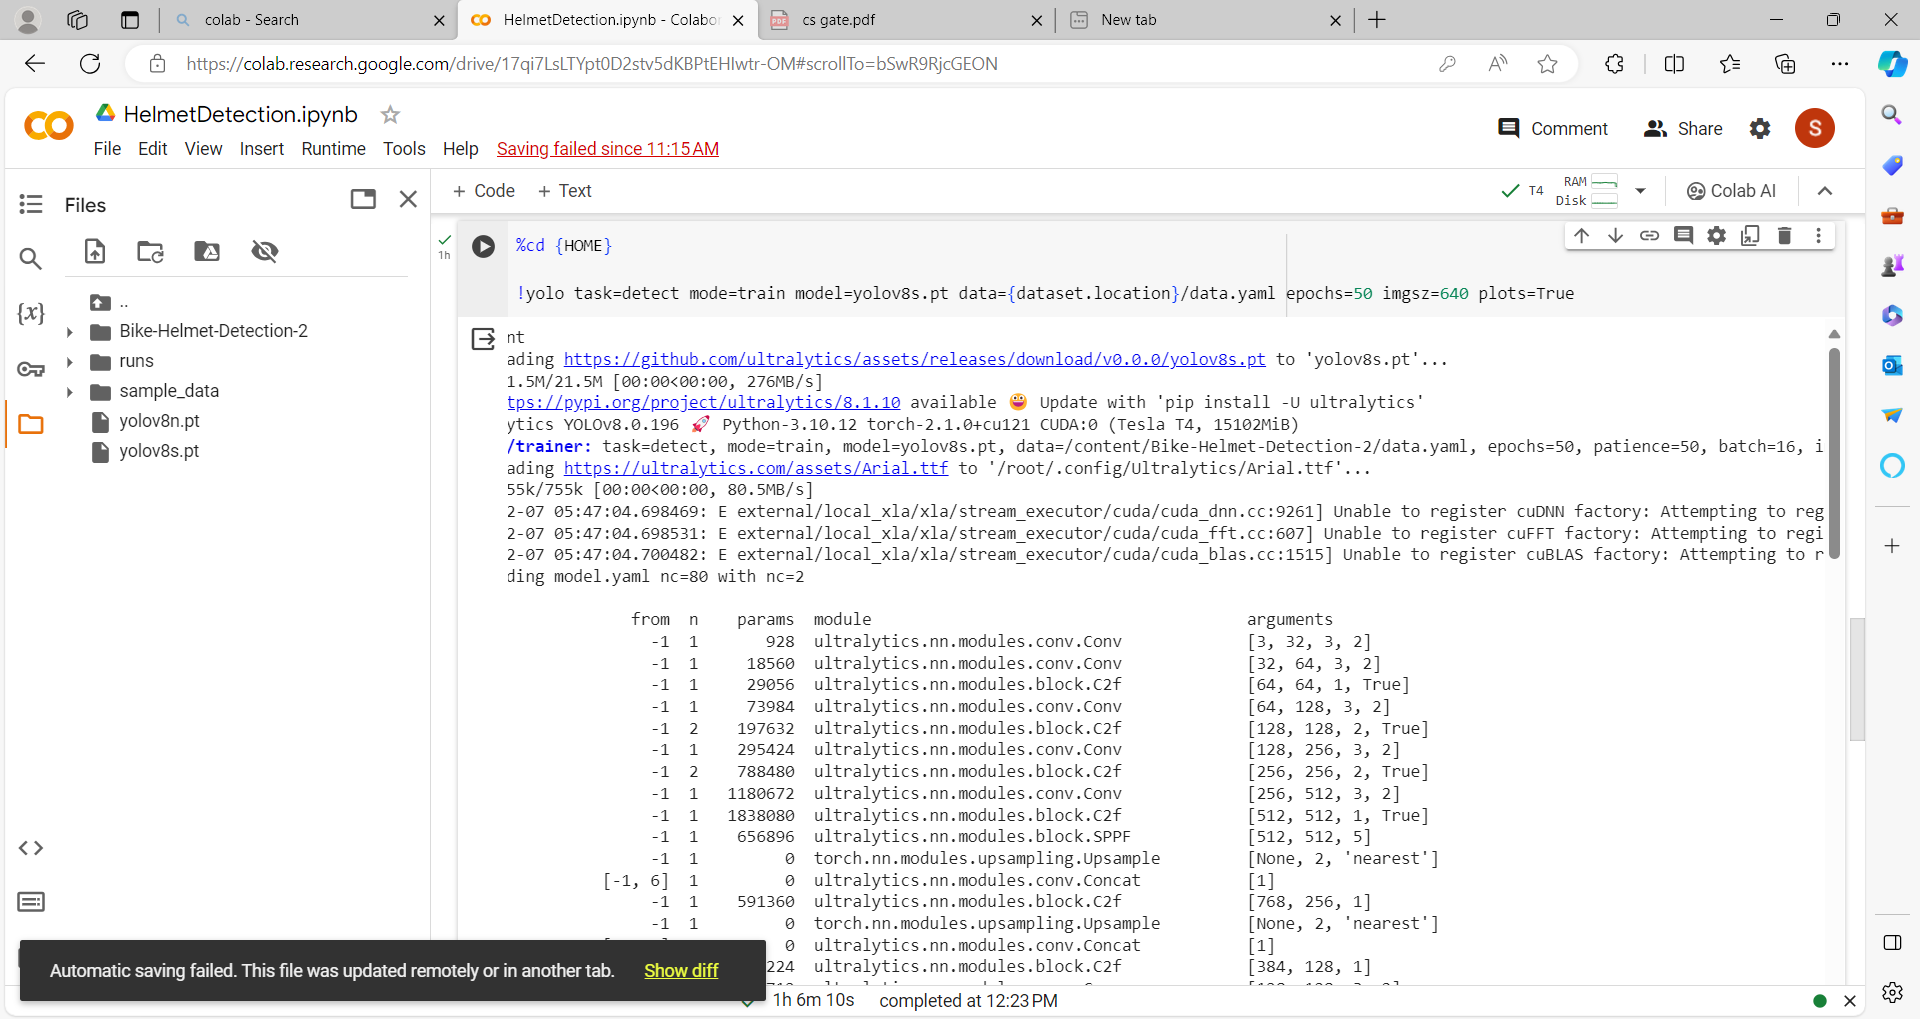 colab - Search
HelmetDetection.ipynb - Colabor
cs gate.pdf
New tab
https://colab.research.google.com/drive/17qi7LsLTYpt0D2stv5dKBPtEHIwtr-OM#scrollTo=bSwR9RjcGEON
HelmetDetection.ipynb
Comment
Share
S
File Edit View Insert Runtime Tools Help Saving failed since 11:15 AM
Files
+ Code + Text
T4
RAM
Disk
Colab AI
..
Bike-Helmet-Detection-2
runs
sample_data
yolov8n.pt
yolov8s.pt
1h
%cd {HOME}
!yolo task=detect mode=train model=yolov8s.pt data={dataset.location}/data.yaml epochs=50 imgsz=640 plots=True
nt
ading https://github.com/ultralytics/assets/releases/download/v0.0.0/yolov8s.pt to 'yolov8s.pt'...
1.5M/21.5M [00:00<00:00, 276MB/s]
tps://pypi.org/project/ultralytics/8.1.10 available 😃 Update with 'pip install -U ultralytics'
ytics YOLOv8.0.196 🚀 Python-3.10.12 torch-2.1.0+cu121 CUDA:0 (Tesla T4, 15102MiB)
/trainer: task=detect, mode=train, model=yolov8s.pt, data=/content/Bike-Helmet-Detection-2/data.yaml, epochs=50, patience=50, batch=16, i
ading https://ultralytics.com/assets/Arial.ttf to '/root/.config/Ultralytics/Arial.ttf'...
55k/755k [00:00<00:00, 80.5MB/s]
2-07 05:47:04.698469: E external/local_xla/xla/stream_executor/cuda/cuda_dnn.cc:9261] Unable to register cuDNN factory: Attempting to reg
2-07 05:47:04.698531: E external/local_xla/xla/stream_executor/cuda/cuda_fft.cc:607] Unable to register cuFFT factory: Attempting to regi
2-07 05:47:04.700482: E external/local_xla/xla/stream_executor/cuda/cuda_blas.cc:1515] Unable to register cuBLAS factory: Attempting to r
ding model.yaml nc=80 with nc=2
from n params module arguments
-1 1 928 ultralytics.nn.modules.conv.Conv [3, 32, 3, 2]
-1 1 18560 ultralytics.nn.modules.conv.Conv [32, 64, 3, 2]
-1 1 29056 ultralytics.nn.modules.block.C2f [64, 64, 1, True]
-1 1 73984 ultralytics.nn.modules.conv.Conv [64, 128, 3, 2]
-1 2 197632 ultralytics.nn.modules.block.C2f [128, 128, 2, True]
-1 1 295424 ultralytics.nn.modules.conv.Conv [128, 256, 3, 2]
-1 2 788480 ultralytics.nn.modules.block.C2f [256, 256, 2, True]
-1 1 1180672 ultralytics.nn.modules.conv.Conv [256, 512, 3, 2]
-1 1 1838080 ultralytics.nn.modules.block.C2f [512, 512, 1, True]
-1 1 656896 ultralytics.nn.modules.block.SPPF [512, 512, 5]
-1 1 0 torch.nn.modules.upsampling.Upsample [None, 2, 'nearest']
[-1, 6] 1 0 ultralytics.nn.modules.conv.Concat [1]
-1 1 591360 ultralytics.nn.modules.block.C2f [768, 256, 1]
-1 1 0 torch.nn.modules.upsampling.Upsample [None, 2, 'nearest']
0 ultralytics.nn.modules.conv.Concat [1]
224 ultralytics.nn.modules.block.C2f [384, 128, 1]
Automatic saving failed. This file was updated remotely or in another tab. Show diff
1h 6m 10s completed at 12:23 PM